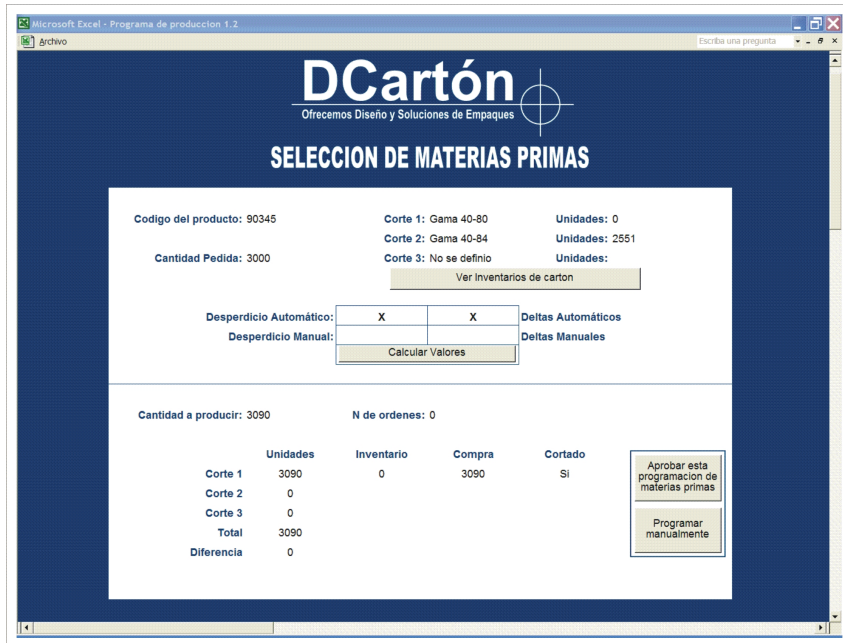 Microsoft Excel - Programa de produccion 1.2
Archivo
Escriba una pregunta
DCartón
Ofrecemos Diseño y Soluciones de Empaques
SELECCION DE MATERIAS PRIMAS
Codigo del producto: 90345 Corte 1: Gama 40-80 Unidades: 0
Corte 2: Gama 40-84 Unidades: 2551
Cantidad Pedida: 3000 Corte 3: No se definio Unidades:
Ver Inventarios de carton
Desperdicio Automático: X X Deltas Automáticos
Desperdicio Manual: Deltas Manuales
Calcular Valores
Cantidad a producir: 3090 N de ordenes: 0
Unidades Inventario Compra Cortado
Corte 1 3090 0 3090 Si
Corte 2 0
Corte 3 0
Total 3090
Diferencia 0
Aprobar esta
programacion de
materias primas
Programar
manualmente